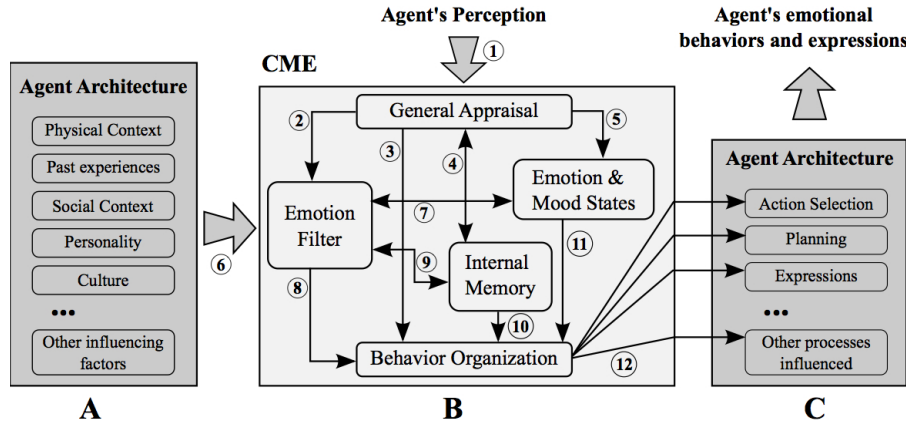 Agent's Perception
Agent's emotional
behaviors and expressions
1
CME
Agent Architecture
Physical Context
Past experiences
Social Context
Personality
Culture
•••
Other influencing
factors
A
6
General Appraisal
2
3
4
5
Emotion
Filter
Emotion &
Mood States
7
11
9
Internal
Memory
8
10
Behavior Organization
12
B
Agent Architecture
Action Selection
Planning
Expressions
•••
Other processes
influenced
C